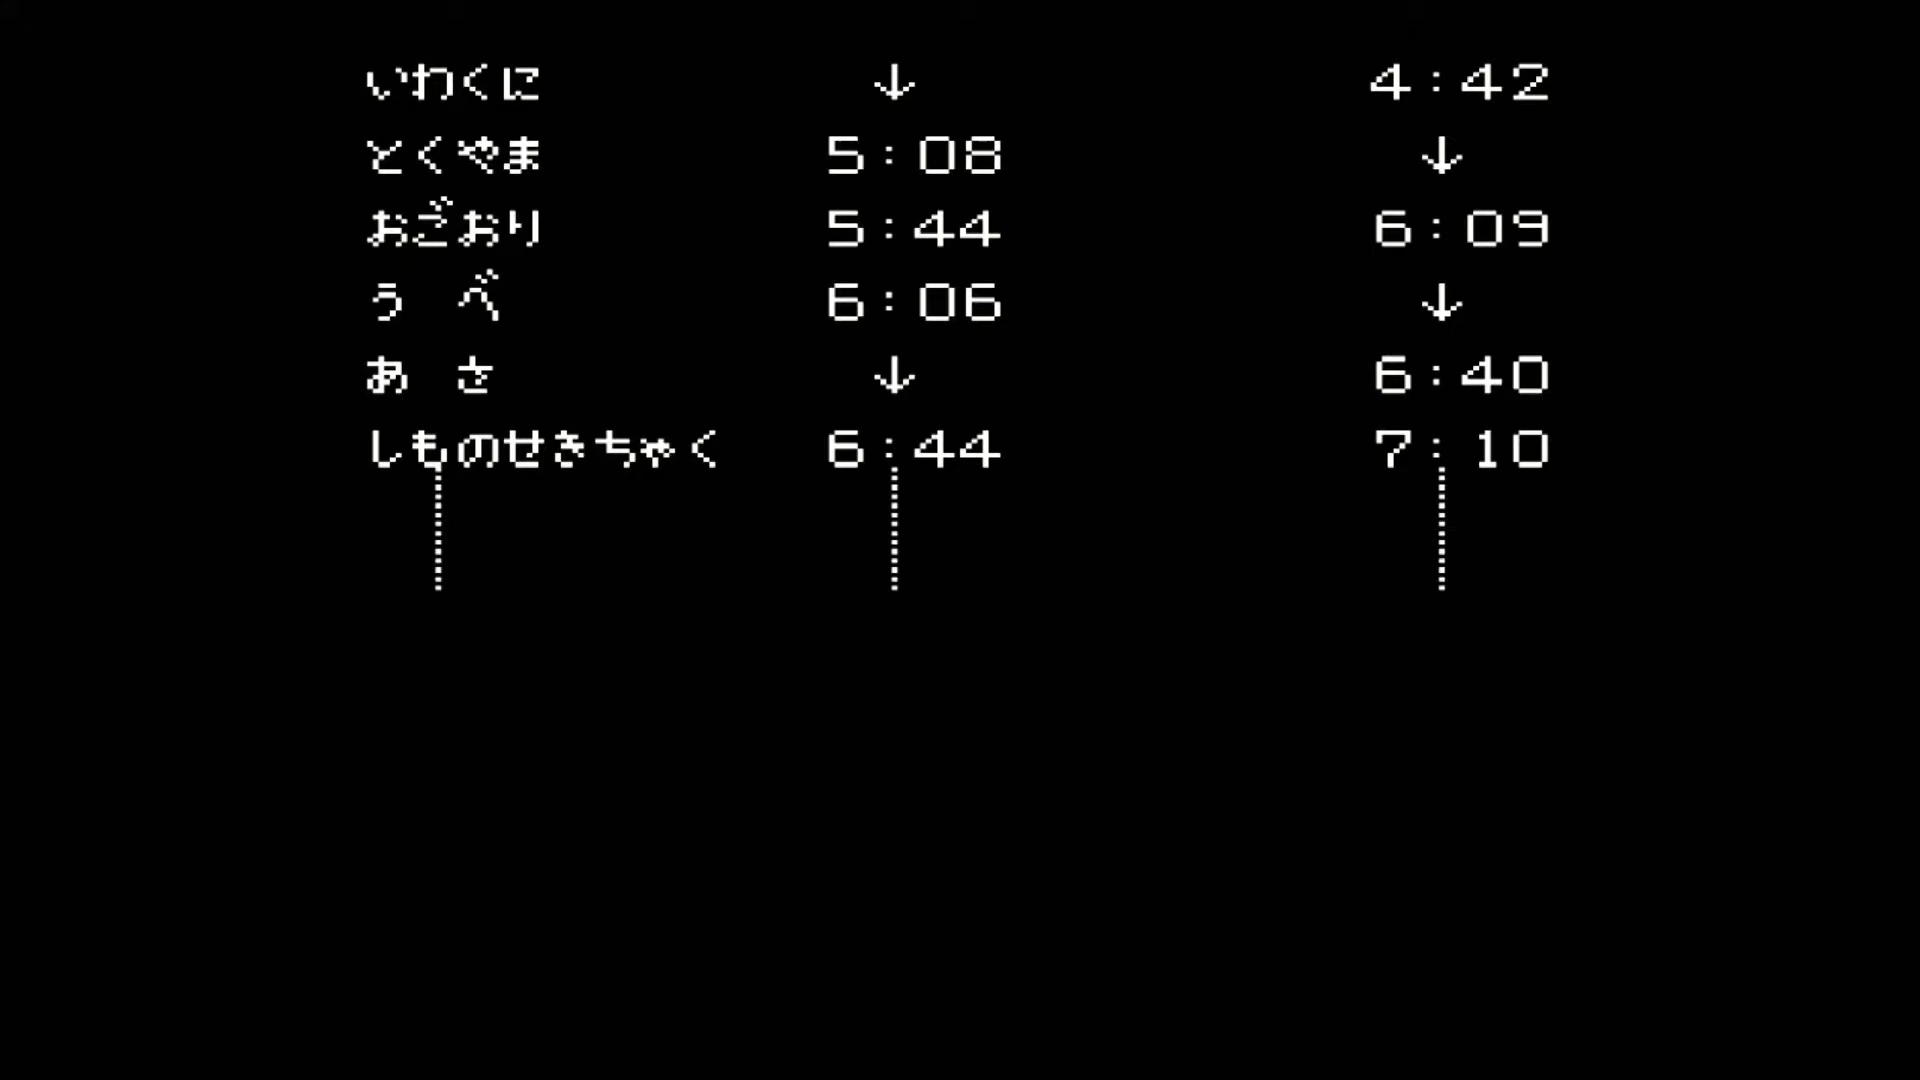 いわくに ↓ 4:42
とくやま 5:08 ↓
おごおり 5:44 6:09
う べ 6:06 ↓
あ さ ↓ 6:40
しものせきちゃく 6:44 7:10